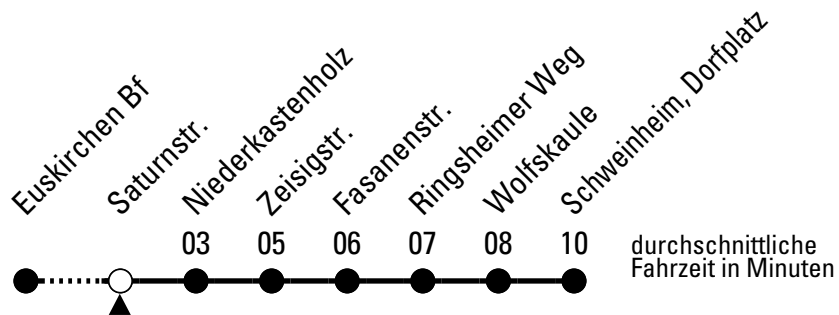 Euskirchen Bf
Saturnstr.
Niederkastenholz
Zeisigstr.
Fasanenstr.
Ringsheimer Weg
Wolfskaule
Schweinheim, Dorfplatz
03 05 06 07 08 10
durchschnittliche
Fahrzeit in Minuten